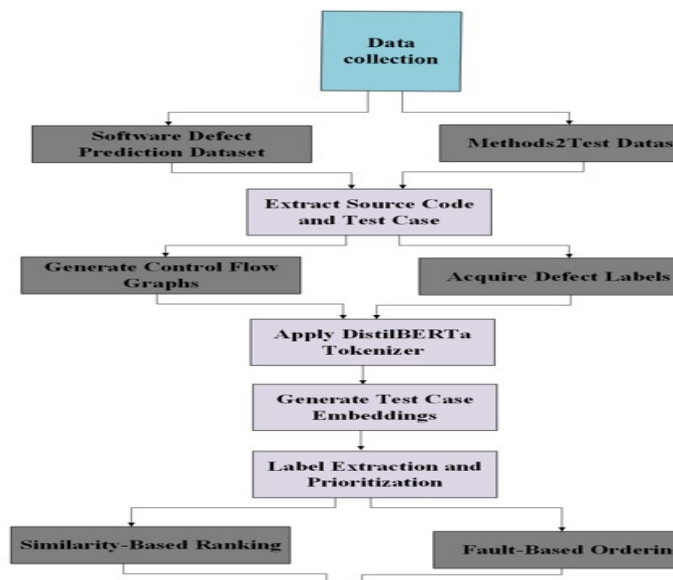 Data
collection
Software Defect
Prediction Dataset
Methods2Test Datas
Extract Source Code
and Test Case
Generate Control Flow
Graphs
Acquire Defect Labels
Apply DistilBERTa
Tokenizer
Generate Test Case
Embeddings
Label Extraction and
Prioritization
Similarity-Based Ranking
Fault-Based Orderin